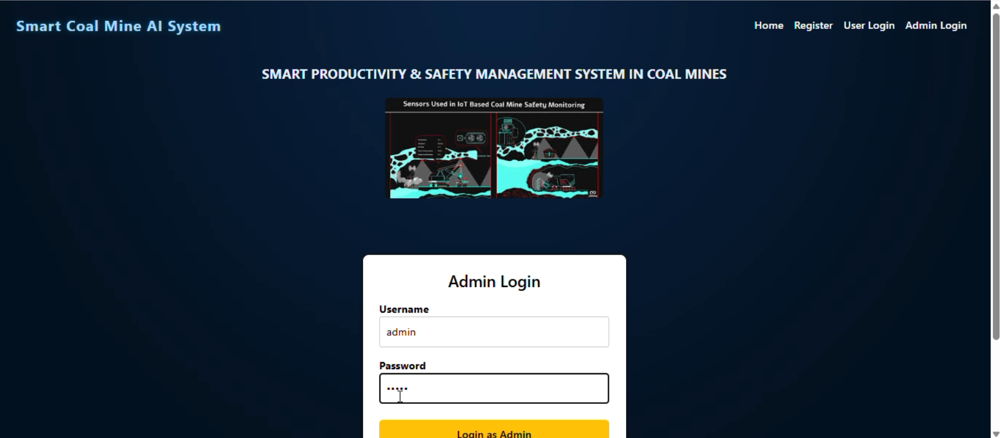 Smart Coal Mine AI System
Home Register User Login Admin Login
SMART PRODUCTIVITY & SAFETY MANAGEMENT SYSTEM IN COAL MINES
Sensors Used in IoT Based Coal Mine Safety Monitoring
Admin Login
Username
admin
Password
•••••
Login as Admin